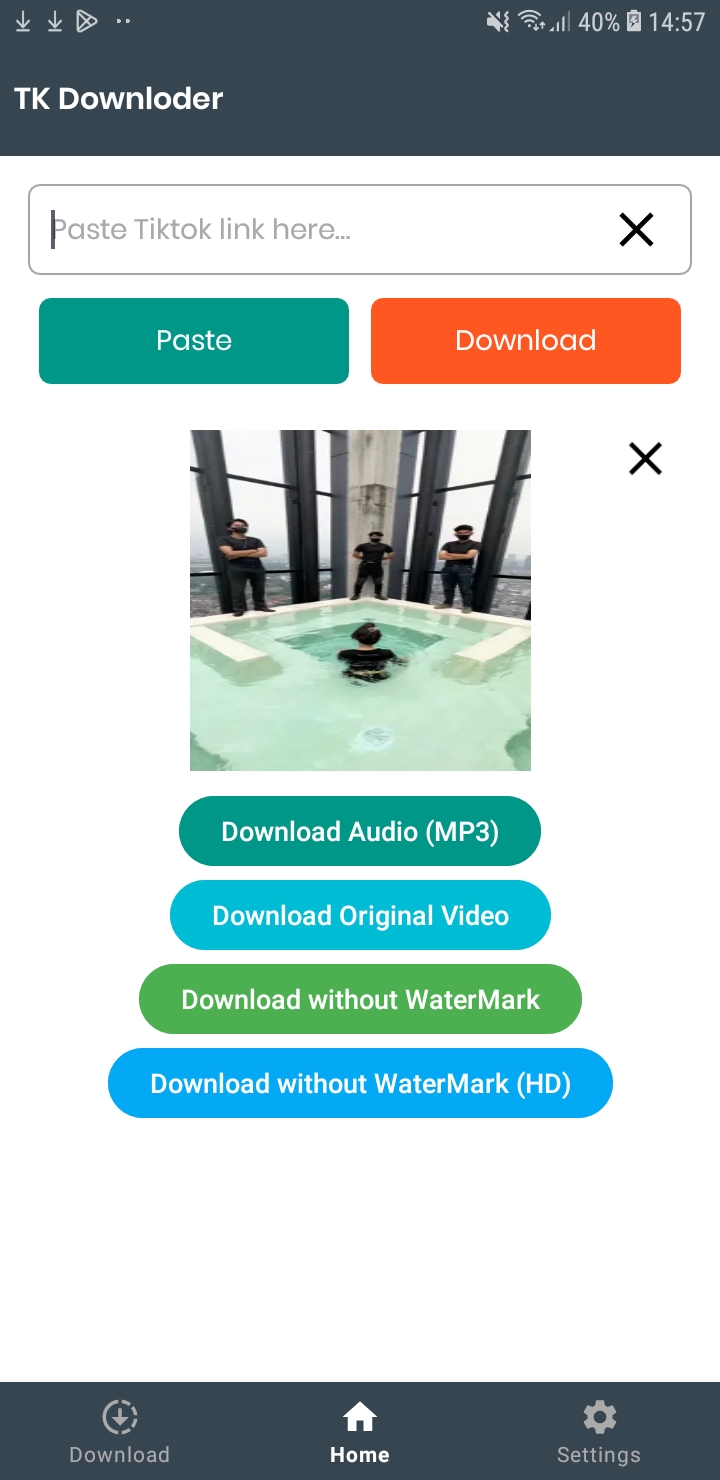 40% 14:57
TK Downloder
Paste Tiktok link here...
Paste
Download
Download Audio (MP3)
Download Original Video
Download without WaterMark
Download without WaterMark (HD)
Download
Home
Settings